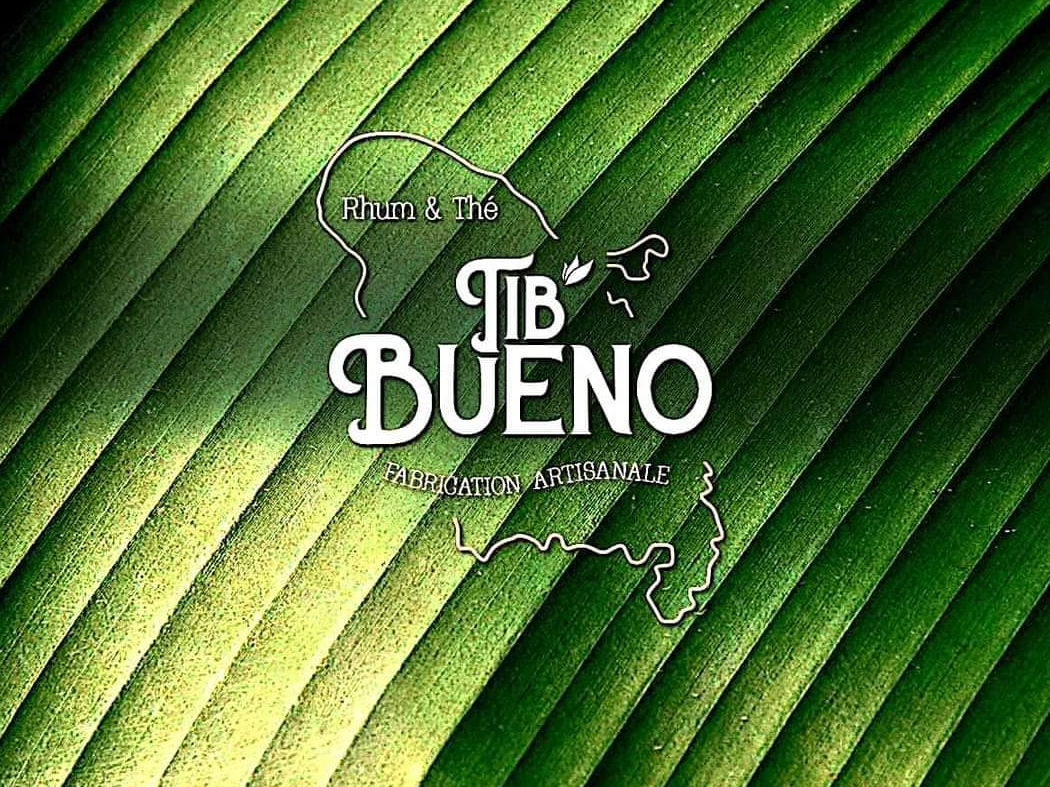 Rhum & Thé
TIB'
BUENO
FABRICATION ARTISANALE